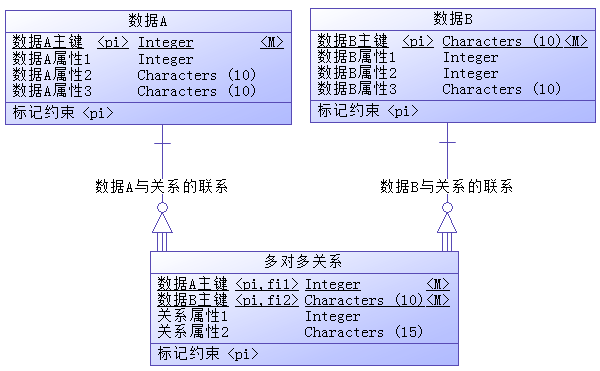 数据A
数据A主键 <pi> Integer <M>
数据A属性1 Integer
数据A属性2 Characters (10)
数据A属性3 Characters (10)
标记约束 <pi>
数据B
数据B主键 <pi> Characters (10)<M>
数据B属性1 Integer
数据B属性2 Integer
数据B属性3 Characters (10)
标记约束 <pi>
数据A与关系的联系
数据B与关系的联系
多对多关系
数据A主键 <pi,fi1> Integer <M>
数据B主键 <pi,fi2> Characters (10)<M>
关系属性1 Integer
关系属性2 Characters (15)
标记约束 <pi>